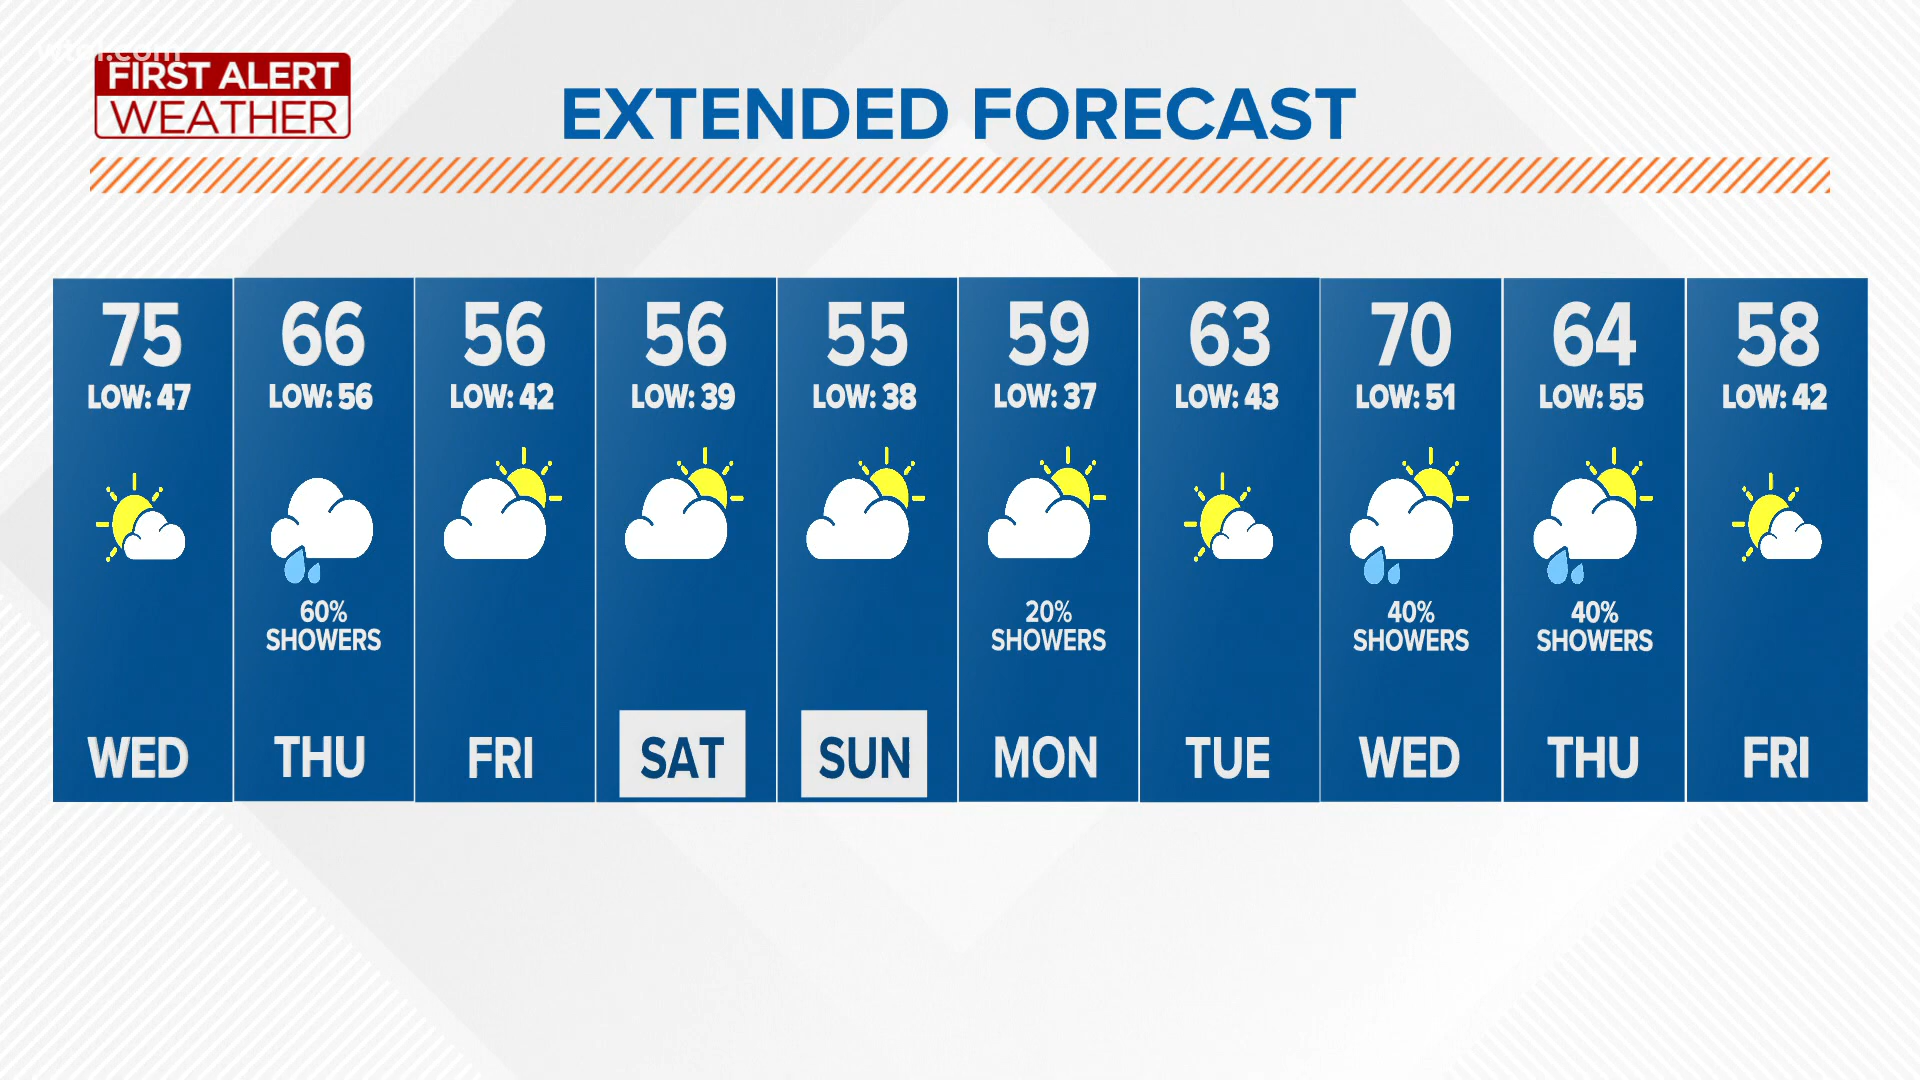 FIRST ALERT
WEATHER
EXTENDED FORECAST
75
LOW: 47
WED
66
LOW: 56
60%
SHOWERS
THU
56
LOW: 42
FRI
56
LOW: 39
SAT
55
LOW: 38
SUN
59
LOW: 37
20%
SHOWERS
MON
63
LOW: 43
TUE
70
LOW: 51
40%
SHOWERS
WED
64
LOW: 55
40%
SHOWERS
THU
58
LOW: 42
FRI